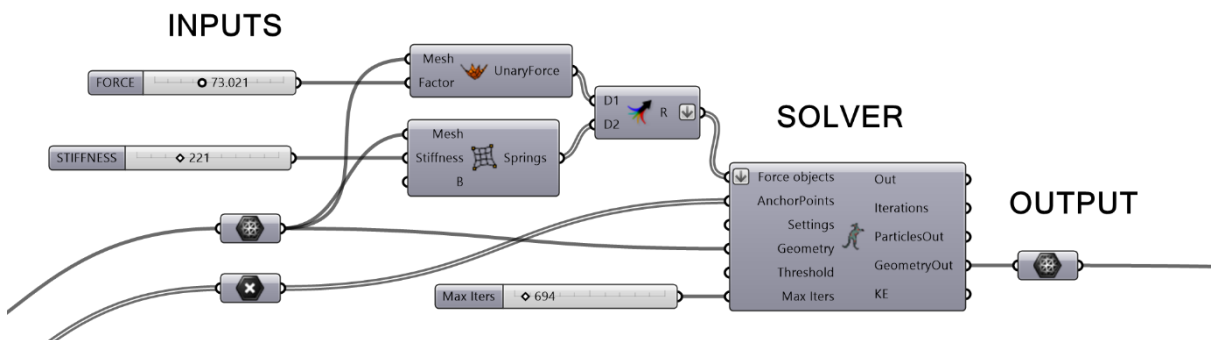 INPUTS
FORCE 73.021
Mesh
Factor
UnaryForce
STIFFNESS 221
Mesh
Stiffness
B
Springs
D1
D2
R
SOLVER
Max Iters 694
Force objects
AnchorPoints
Settings
Geometry
Threshold
Max Iters
Out
Iterations
ParticlesOut
GeometryOut
KE
OUTPUT